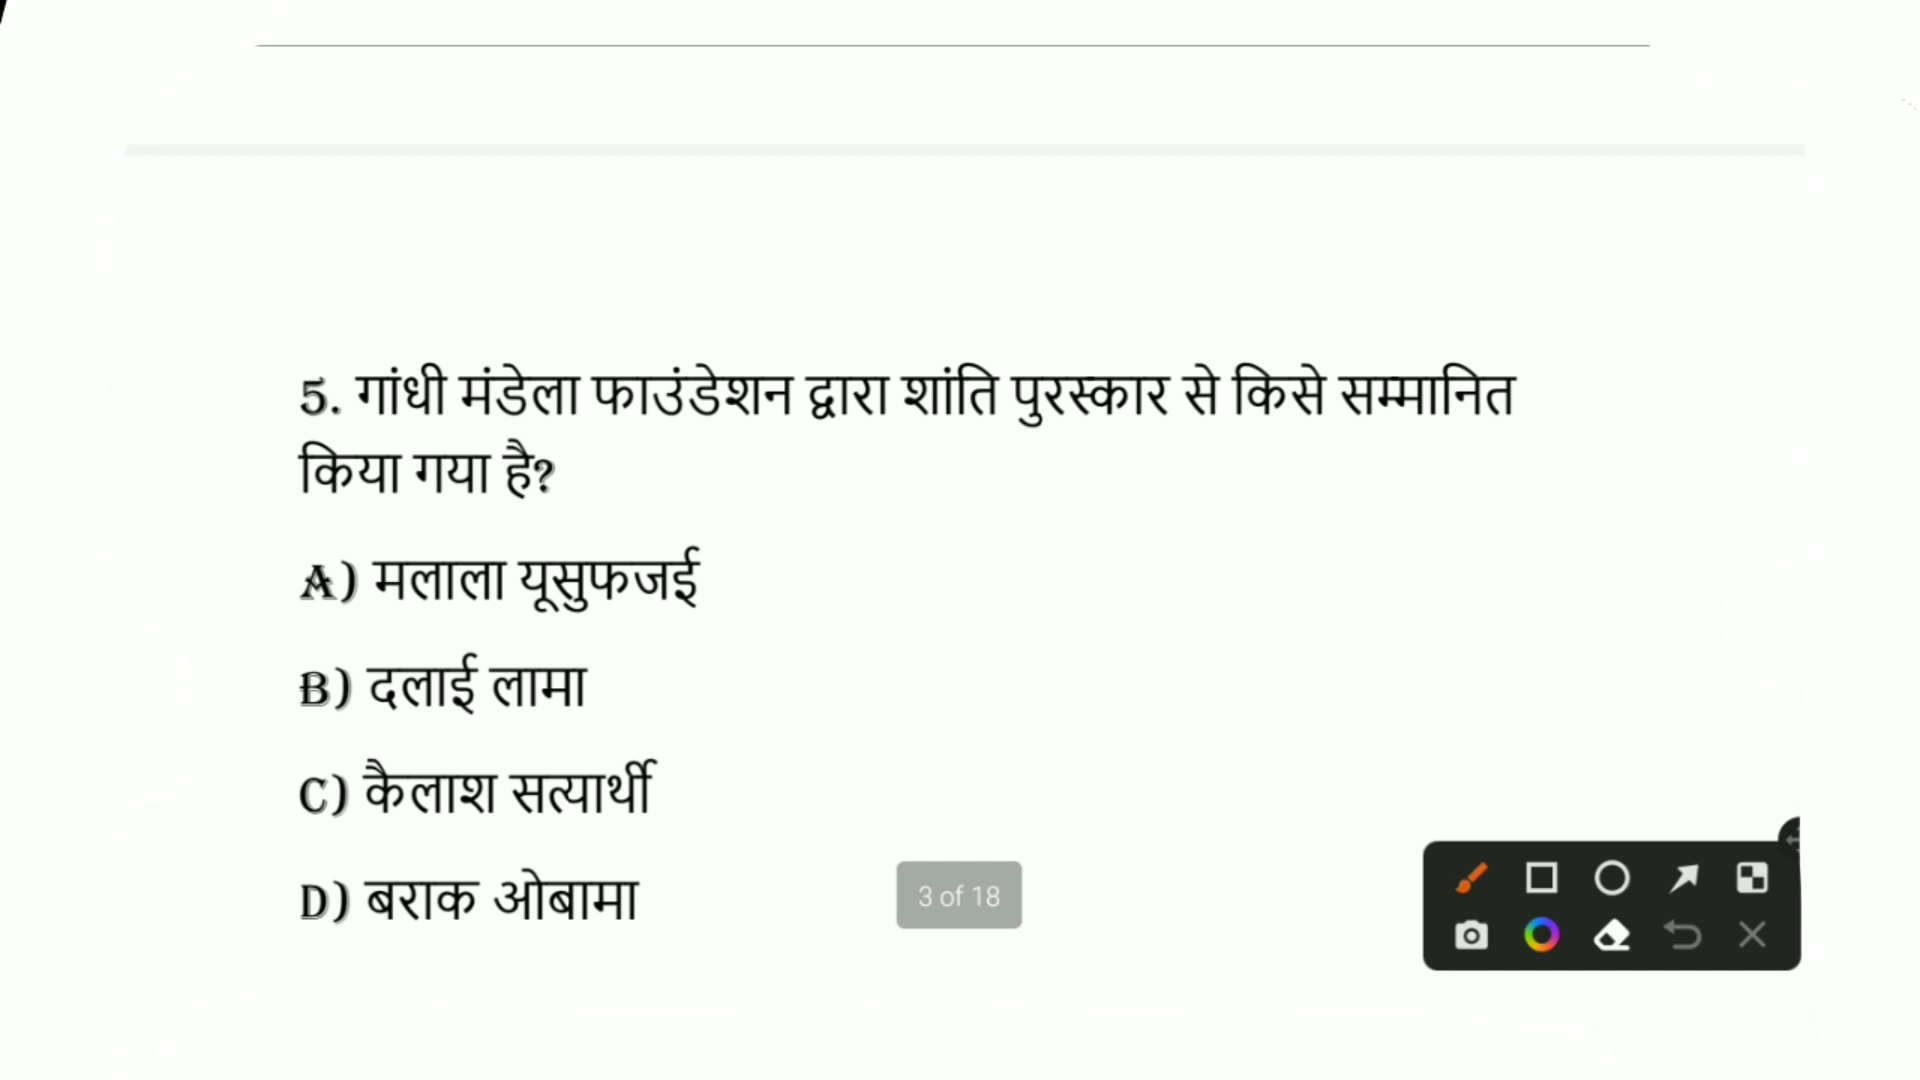 5. गांधी मंडेला फाउंडेशन द्वारा शांति पुरस्कार से किसे सम्मानित
किया गया है?
A) मलाला यूसुफजई
B) दलाई लामा
C) कैलाश सत्यार्थी
D) बराक ओबामा
3 of 18